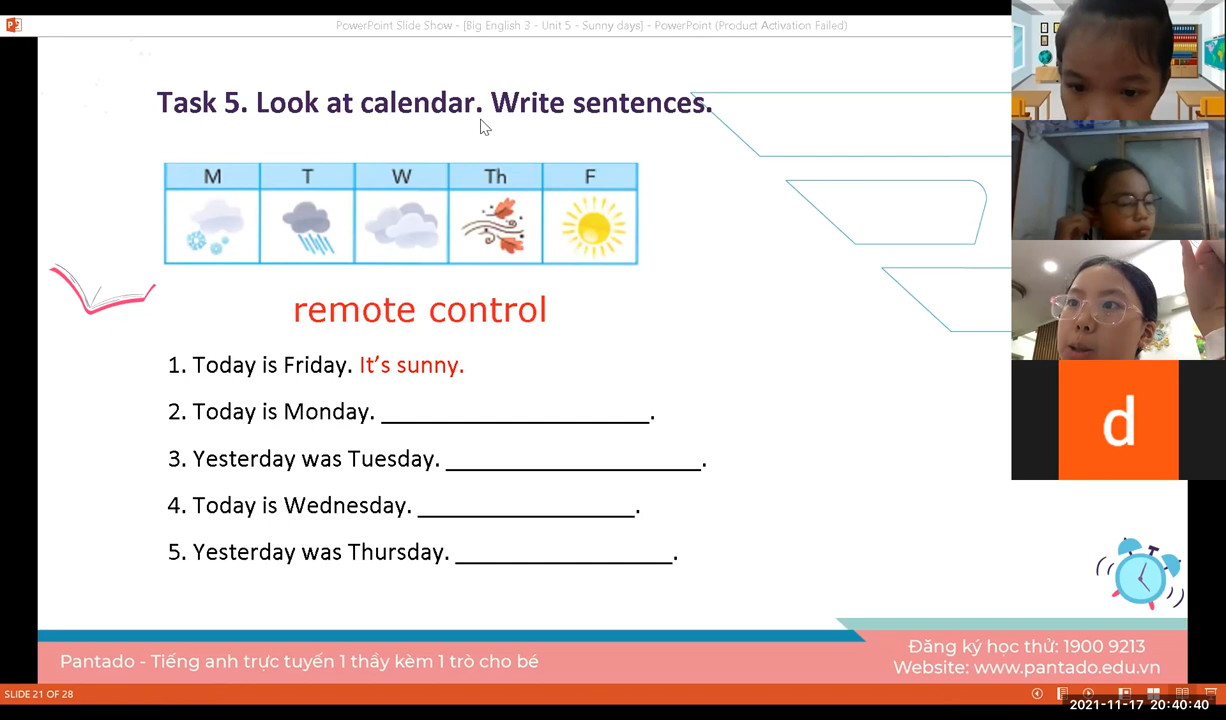 PowerPoint Slide Show - [Big English 3 - Unit 5 - Sunny days] - PowerPoint (Product Activation Failed)
Task 5. Look at calendar. Write sentences.
M T W Th F
remote control
1. Today is Friday. It's sunny.
2. Today is Monday. ____________________.
3. Yesterday was Tuesday. ____________________.
4. Today is Wednesday. ____________________.
5. Yesterday was Thursday. ____________________.
d
Pantado - Tiếng anh trực tuyến 1 thầy kèm 1 trò cho bé
Đăng ký học thử: 1900 9213
Website: www.pantado.edu.vn
SLIDE 21 OF 28
2021-11-17 20:40:40